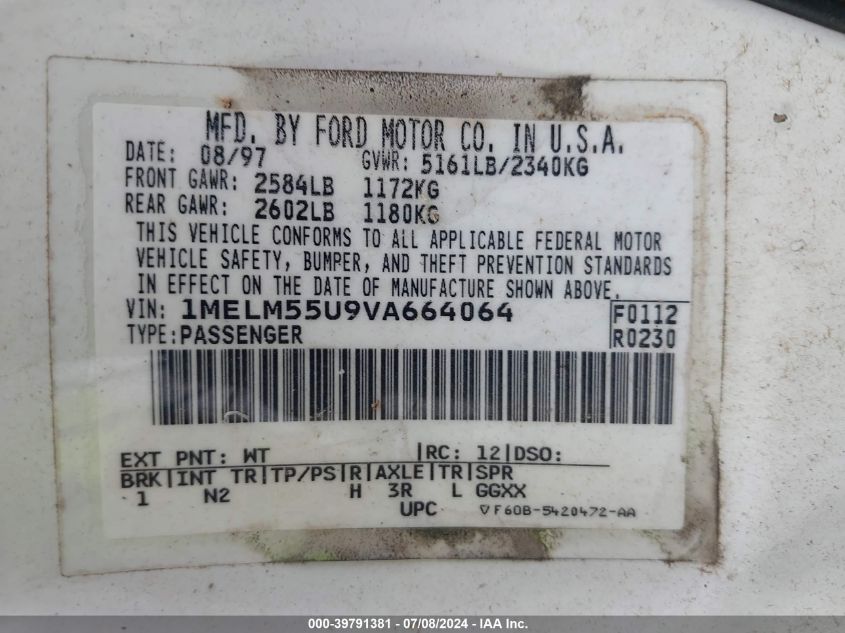 MFD. BY FORD MOTOR CO. IN U.S.A.
DATE: 08/97 GVWR: 5161LB/2340KG
FRONT GAWR: 2584LB 1172KG
REAR GAWR: 2602LB 1180KG
THIS VEHICLE CONFORMS TO ALL APPLICABLE FEDERAL MOTOR
VEHICLE SAFETY, BUMPER, AND THEFT PREVENTION STANDARDS
IN EFFECT ON THE DATE OF MANUFACTURE SHOWN ABOVE.
VIN: 1MELM55U9VA664064 F0112
TYPE: PASSENGER R0230
EXT PNT: WT |RC: 12|DSO:
BRK|INT TR|TP/PS|R|AXLE|TR|SPR
1 N2 H 3R L GGXX
UPC ▽F60B-5420472-AA
000-39791381 - 07/08/2024 - IAA Inc.